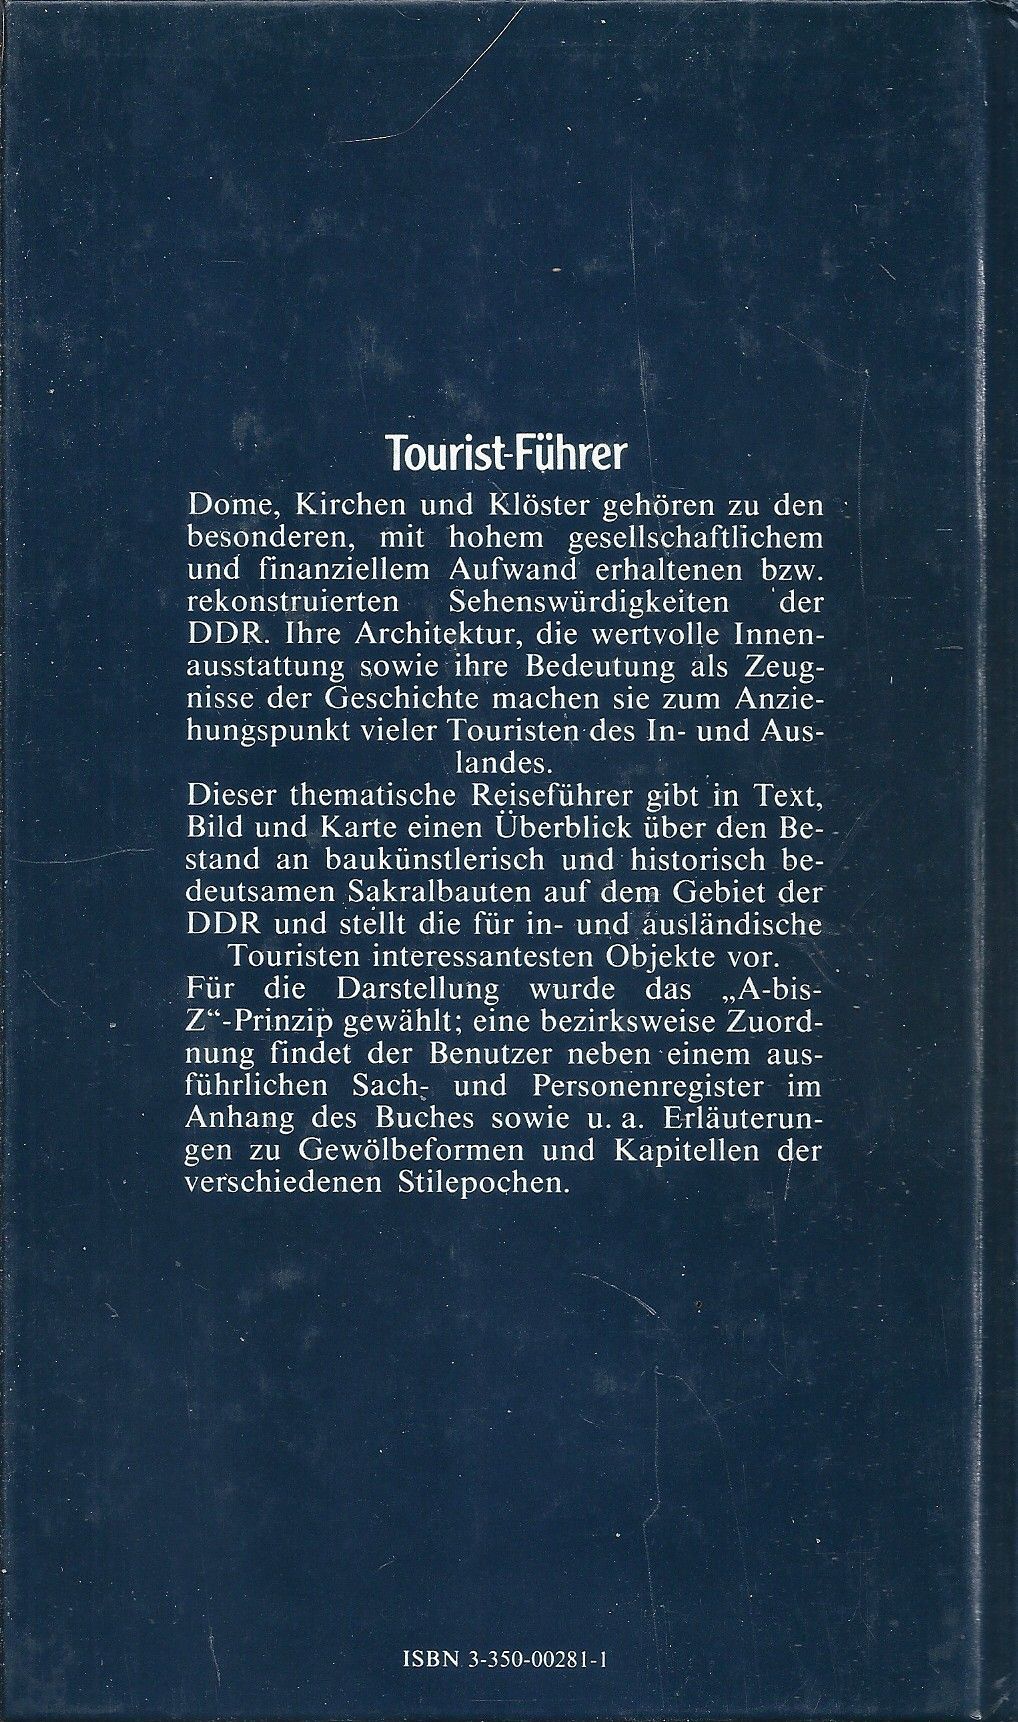 Tourist-Führer
Dome, Kirchen und Klöster gehören zu den
besonderen, mit hohem gesellschaftlichem
und finanziellem Aufwand erhaltenen bzw.
rekonstruierten Sehenswürdigkeiten der
DDR. Ihre Architektur, die wertvolle Innen-
ausstattung sowie ihre Bedeutung als Zeug-
nisse der Geschichte machen sie zum Anzie-
hungspunkt vieler Touristen des In- und Aus-
landes.
Dieser thematische Reiseführer gibt in Text,
Bild und Karte einen Überblick über den Be-
stand an baukünstlerisch und historisch be-
deutsamen Sakralbauten auf dem Gebiet der
DDR und stellt die für in- und ausländische
Touristen interessantesten Objekte vor.
Für die Darstellung wurde das „A-bis-
Z“-Prinzip gewählt; eine bezirksweise Zuord-
nung findet der Benutzer neben einem aus-
führlichen Sach- und Personenregister im
Anhang des Buches sowie u. a. Erläuterun-
gen zu Gewölbeformen und Kapitellen der
verschiedenen Stilepochen.
ISBN 3-350-00281-1